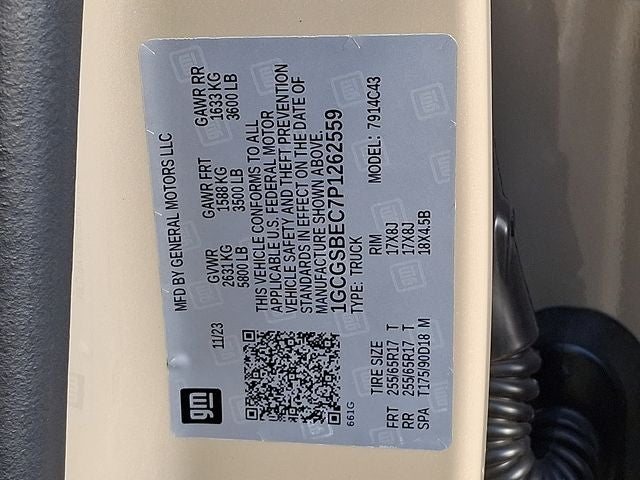 gm
MFD BY GENERAL MOTORS LLC
11/23 GVWR GAWR FRT GAWR RR
2631 KG 1588 KG 1633 KG
5800 LB 3500 LB 3600 LB
THIS VEHICLE CONFORMS TO ALL
APPLICABLE U.S. FEDERAL MOTOR
VEHICLE SAFETY AND THEFT PREVENTION
STANDARDS IN EFFECT ON THE DATE OF
MANUFACTURE SHOWN ABOVE.
1GCGSBEC7P1262559
661G
TYPE: TRUCK MODEL: 7914C43
TIRE SIZE RIM
FRT 255/65R17 T 17X8J
RR 255/65R17 T 17X8J
SPA T175/90D18 M 18X4.5B